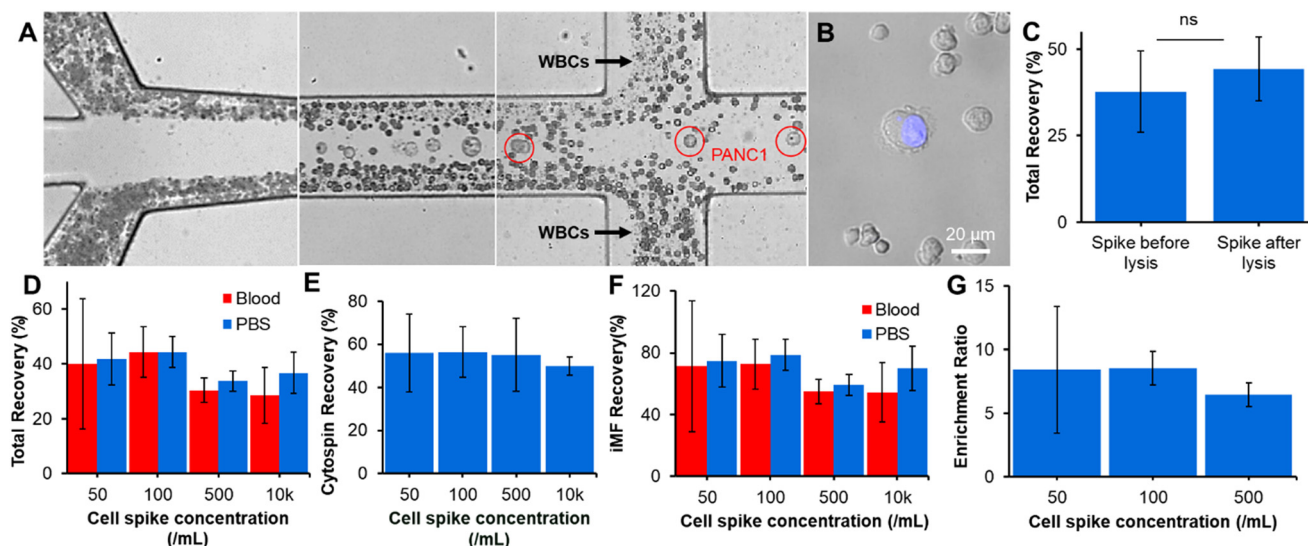 A
WBCs
WBCs
PANC1
B
20 µm
C
Total Recovery (%)
50
25
0
ns
Spike before
lysis
Spike after
lysis
D
Total Recovery (%)
60
40
20
0
Blood
PBS
50
100
500
10k
Cell spike concentration
(/mL)
E
Cytospin Recovery (%)
80
60
40
20
0
50
100
500
10k
Cell spike concentration
(/mL)
F
iMF Recovery(%)
120
80
40
0
Blood
PBS
50
100
500
10k
Cell spike concentration
(/mL)
G
Enrichment Ratio
15
10
5
0
50
100
500
Cell spike concentration (/mL)